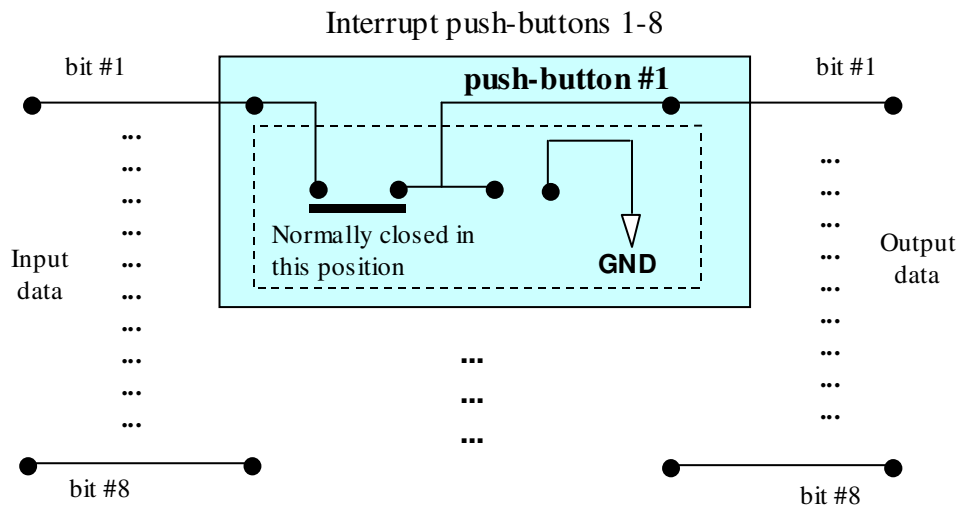 Interrupt push-buttons 1-8
bit #1
push-button #1
bit #1
...
...
...
...
...
...
...
...
...
...
Normally closed in
this position
GND
Input
data
Output
data
...
...
...
...
...
...
...
...
...
...
...
...
bit #8
bit #8